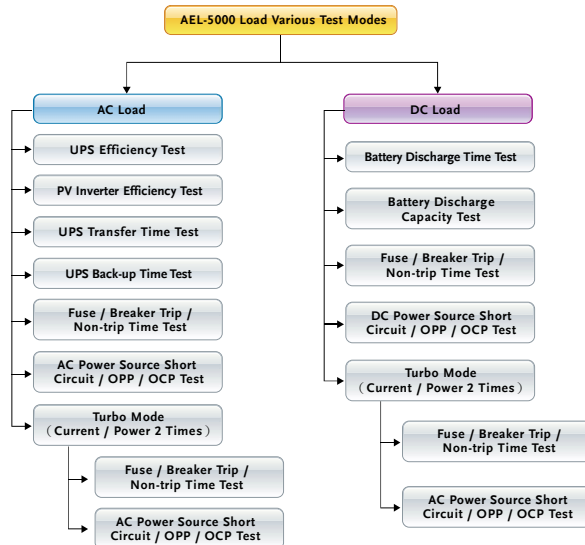 AEL-5000 Load Various Test Modes
AC Load
UPS Efficiency Test
PV Inverter Efficiency Test
UPS Transfer Time Test
UPS Back-up Time Test
Fuse / Breaker Trip /
Non-trip Time Test
AC Power Source Short
Circuit / OPP / OCP Test
Turbo Mode
（Current / Power 2 Times）
Fuse / Breaker Trip /
Non-trip Time Test
AC Power Source Short
Circuit / OPP / OCP Test
DC Load
Battery Discharge Time Test
Battery Discharge
Capacity Test
Fuse / Breaker Trip /
Non-trip Time Test
DC Power Source Short
Circuit / OPP / OCP Test
Turbo Mode
（Current / Power 2 Times）
Fuse / Breaker Trip /
Non-trip Time Test
AC Power Source Short
Circuit / OPP / OCP Test